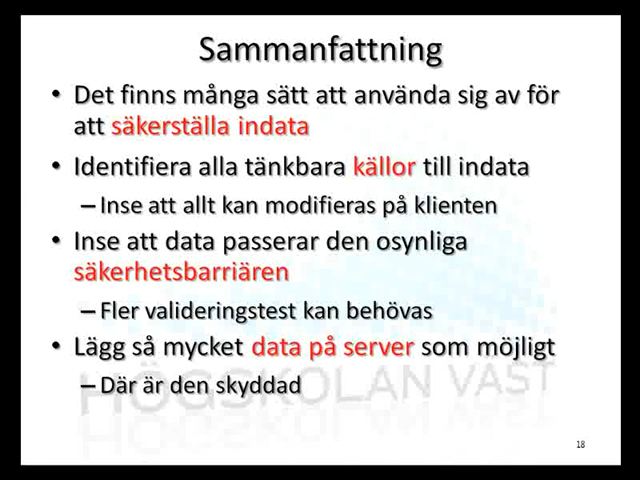 Sammanfattning
• Det finns många sätt att använda sig av för
att säkerställa indata
• Identifiera alla tänkbara källor till indata
– Inse att allt kan modifieras på klienten
• Inse att data passerar den osynliga
säkerhetsbarriären
– Fler valideringstest kan behövas
• Lägg så mycket data på server som möjligt
– Där är den skyddad
HÖGSKOLAN VÄST
18